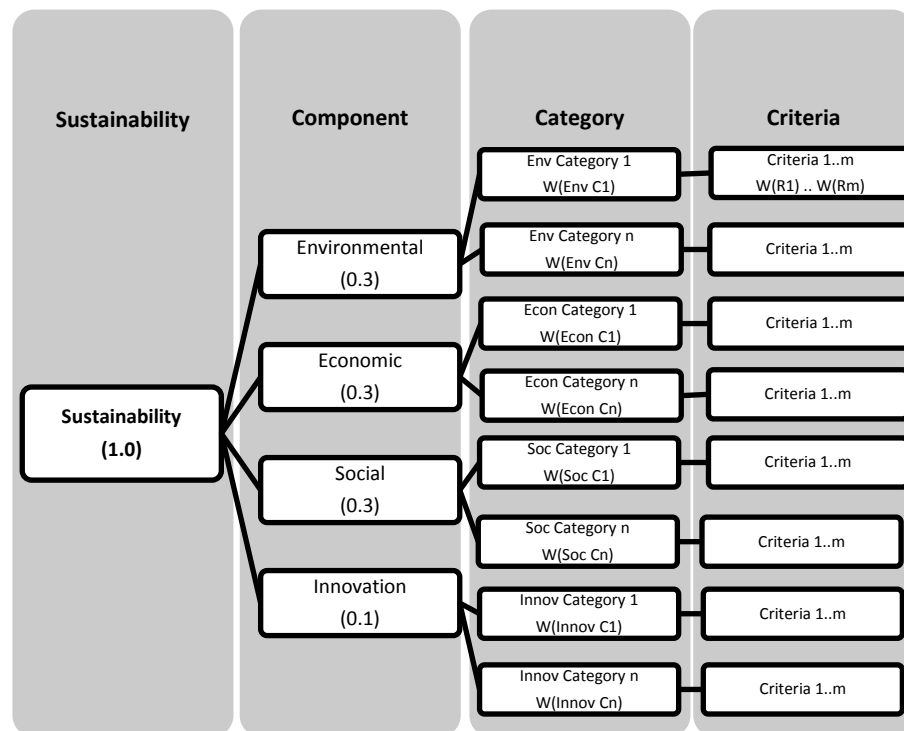 Sustainability
Component
Category
Criteria
Sustainability
(1.0)
Environmental
(0.3)
Economic
(0.3)
Social
(0.3)
Innovation
(0.1)
Env Category 1
W(Env C1)
Env Category n
W(Env Cn)
Econ Category 1
W(Econ C1)
Econ Category n
W(Econ Cn)
Soc Category 1
W(Soc C1)
Soc Category n
W(Soc Cn)
Innov Category 1
W(Innov C1)
Innov Category n
W(Innov Cn)
Criteria 1..m
W(R1) .. W(Rm)
Criteria 1..m
Criteria 1..m
Criteria 1..m
Criteria 1..m
Criteria 1..m
Criteria 1..m
Criteria 1..m